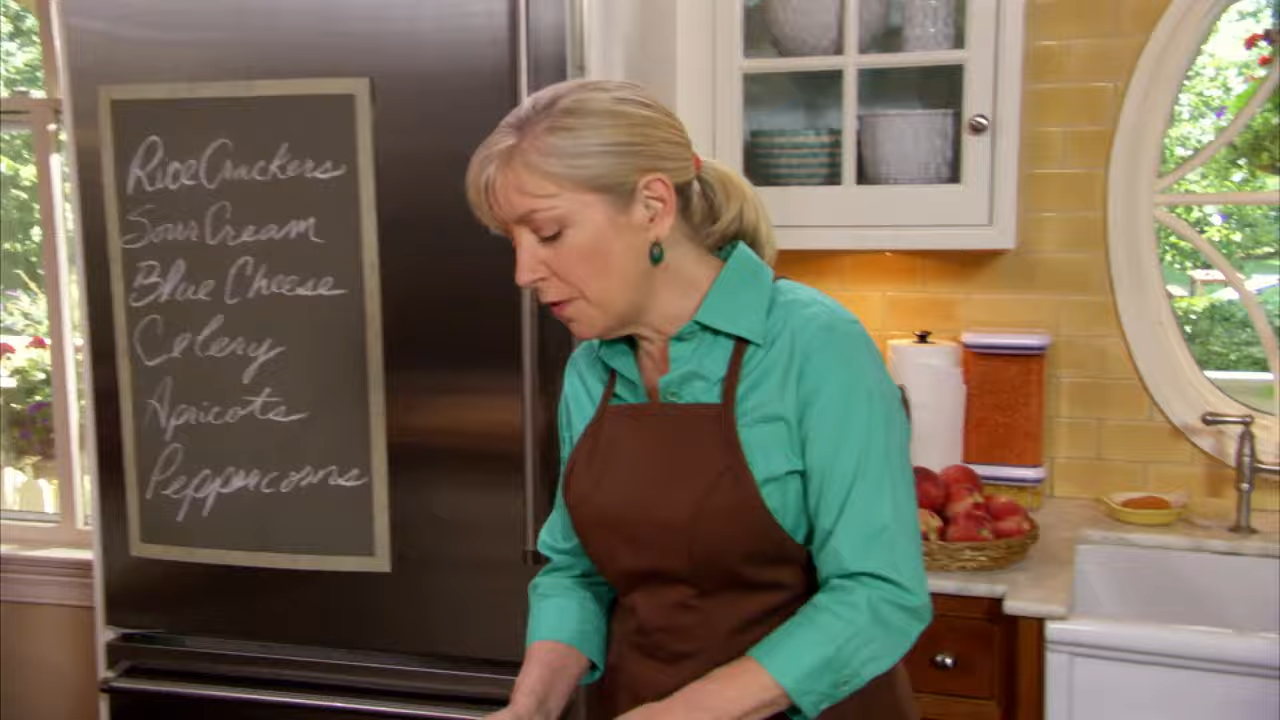 Rice Crackers
Sour Cream
Blue Cheese
Celery
Apricots
Peppercorns